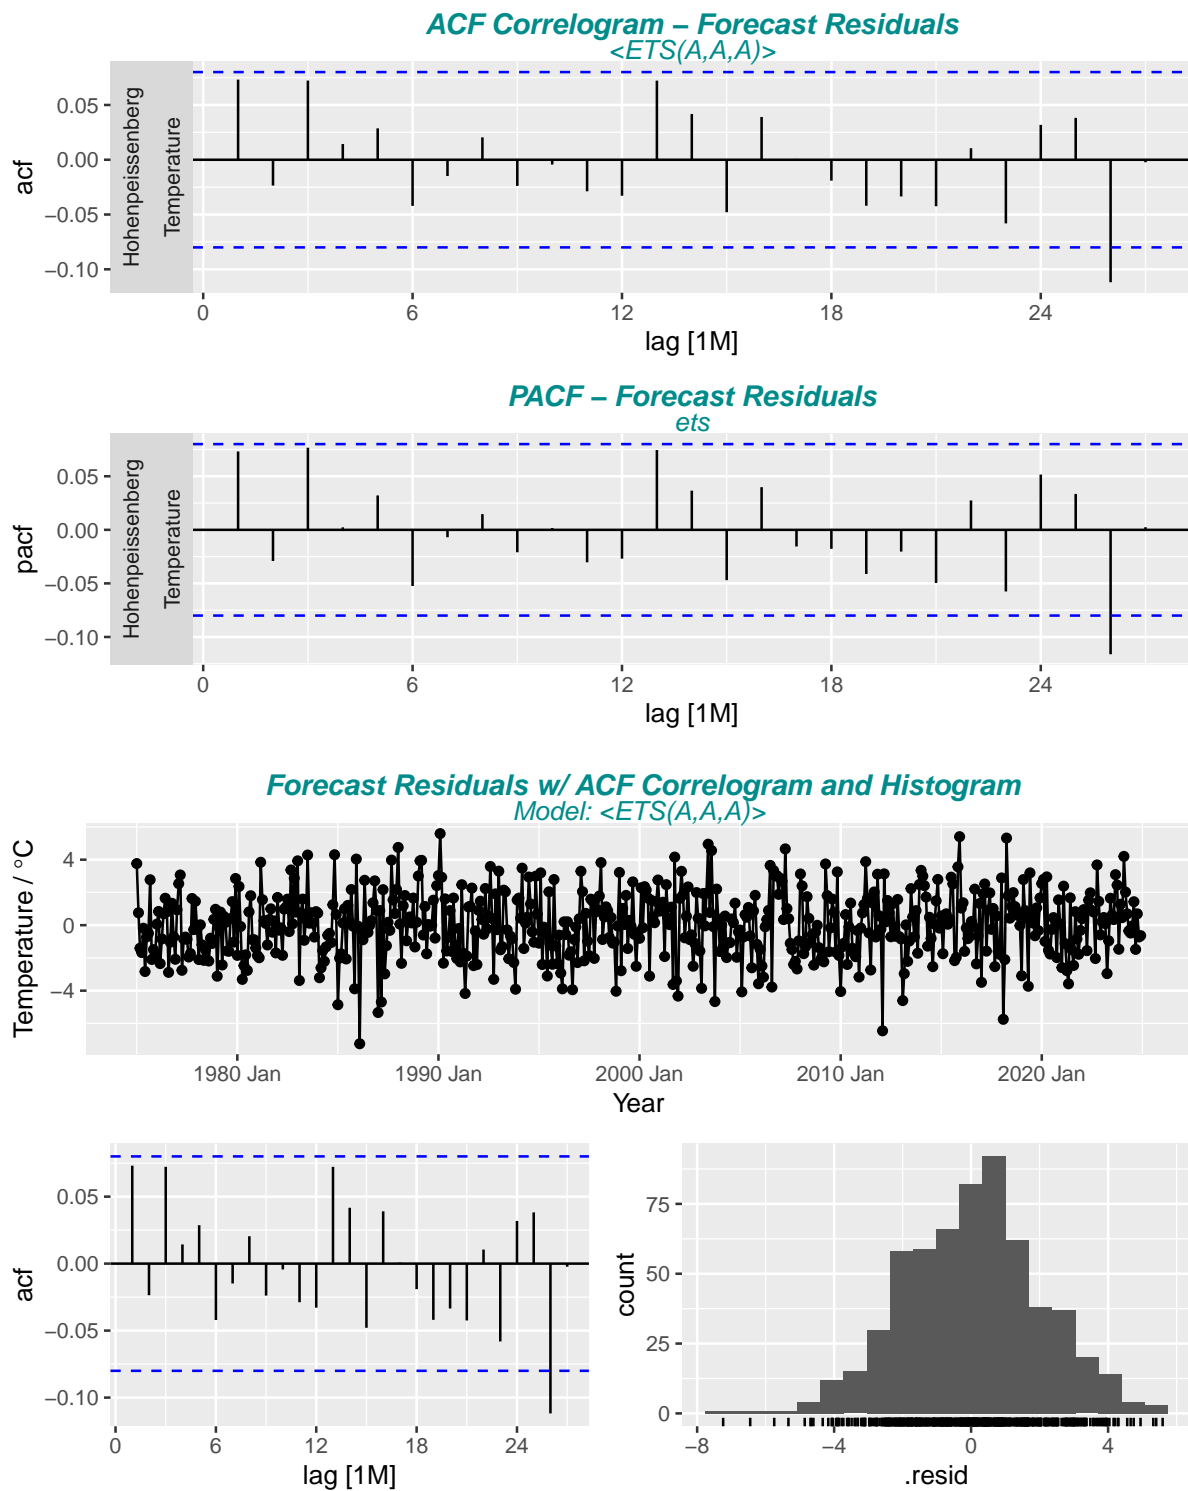 ACF Correlogram – Forecast Residuals
<ETS(A,A,A)>
acf
Hohenpeissenberg
Temperature
0.05
0.00
−0.05
−0.10
0 6 12 18 24
lag [1M]
PACF – Forecast Residuals
ets
pacf
Hohenpeissenberg
Temperature
0.05
0.00
−0.05
−0.10
0 6 12 18 24
lag [1M]
Forecast Residuals w/ ACF Correlogram and Histogram
Model: <ETS(A,A,A)>
Temperature / °C
4
0
−4
1980 Jan 1990 Jan 2000 Jan 2010 Jan 2020 Jan
Year
acf
0.05
0.00
−0.05
−0.10
0 6 12 18 24
lag [1M]
count
75
50
25
0
−8 −4 0 4
.resid